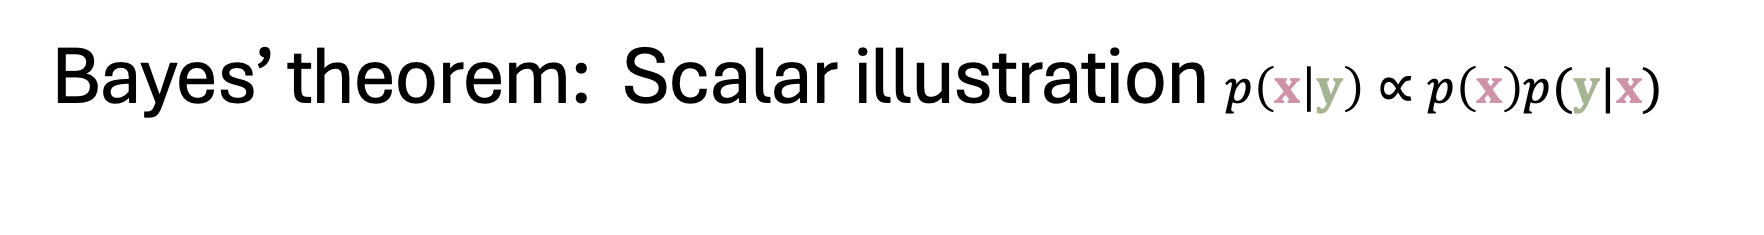 Bayes’ theorem:  Scalar illustration p(x|y) ∝ p(x)p(y|x)